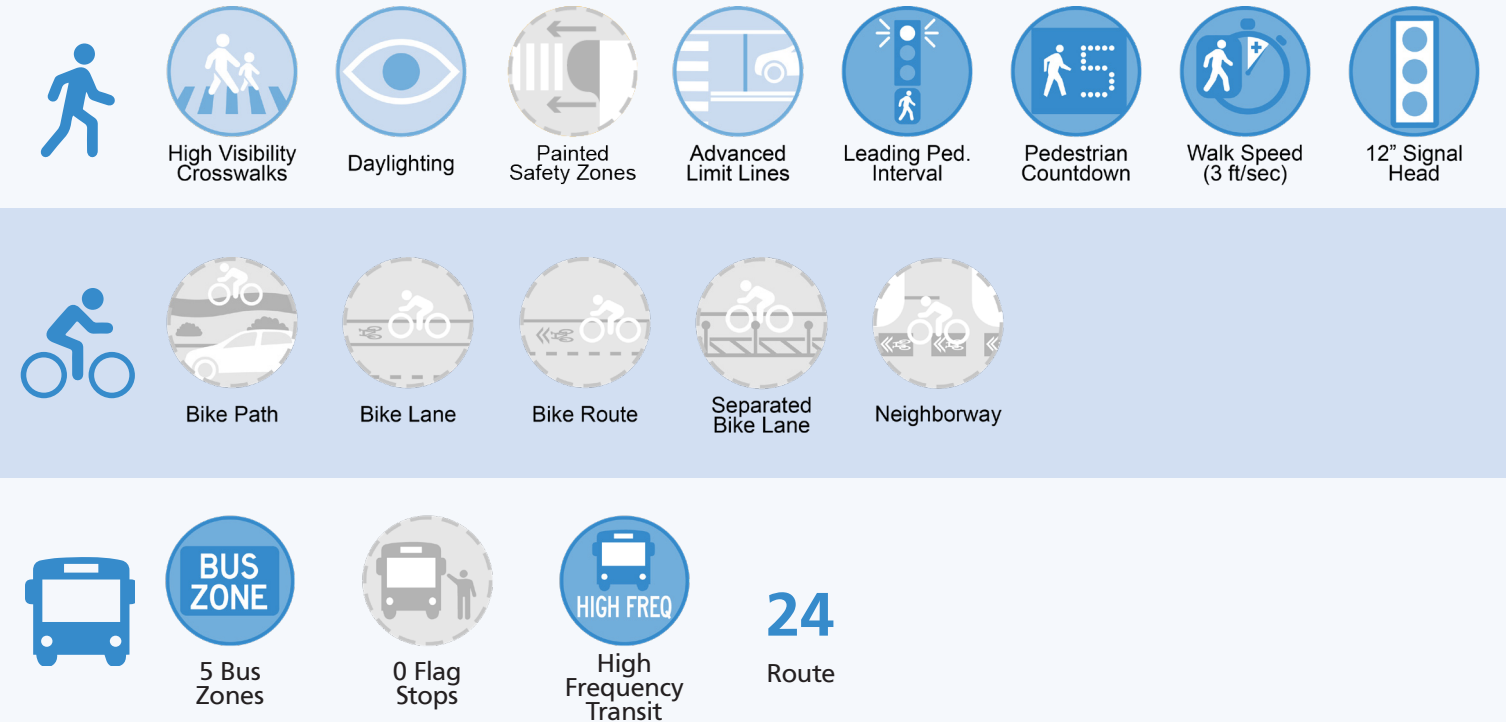 High Visibility
Crosswalks
Daylighting
Painted
Safety Zones
Advanced
Limit Lines
Leading Ped.
Interval
5
Pedestrian
Countdown
Walk Speed
(3 ft/sec)
12” Signal
Head
Bike Path
Bike Lane
Bike Route
Separated
Bike Lane
Neighborway
BUS
ZONE
5 Bus
Zones
0 Flag
Stops
HIGH FREQ
High
Frequency
Transit
24
Route